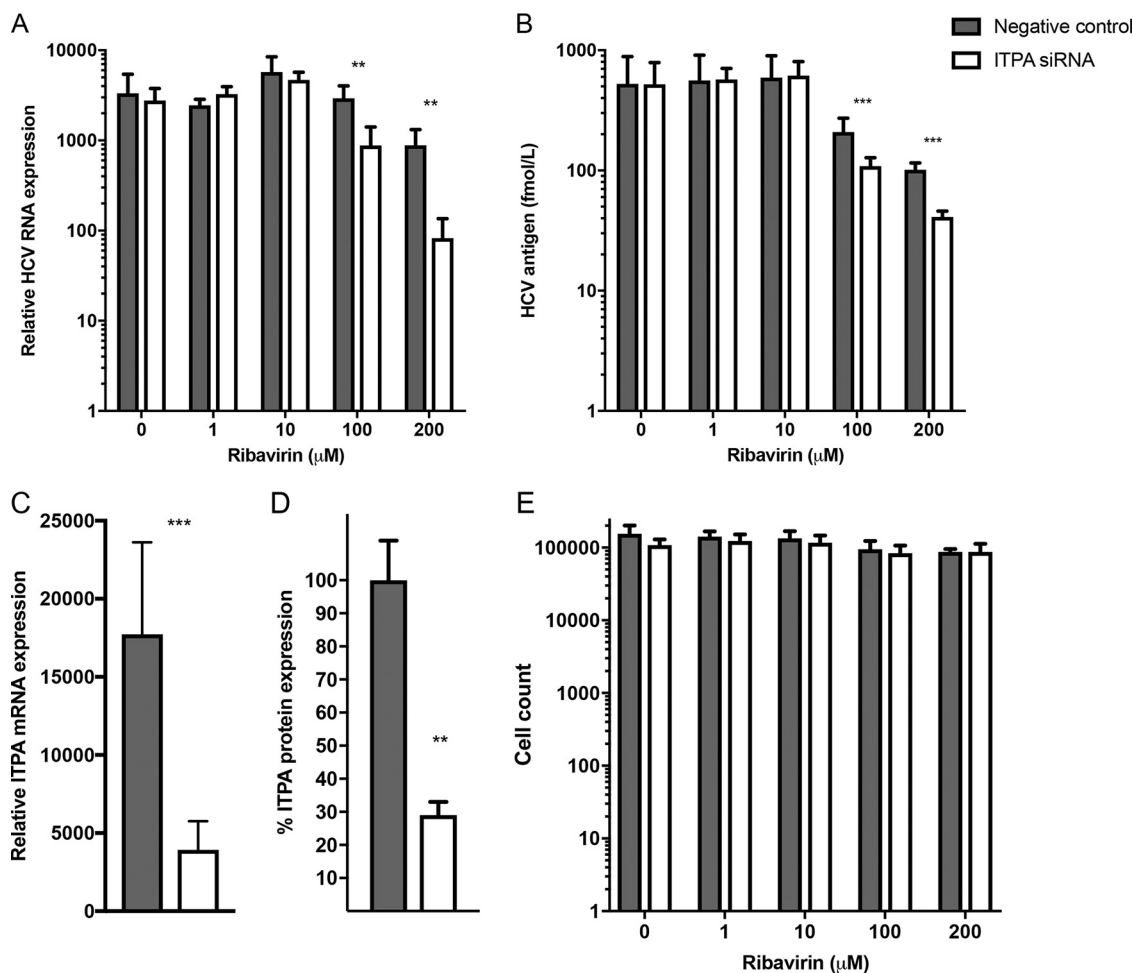 A
Relative HCV RNA expression
10000
1000
100
10
1
**
**
0 1 10 100 200
Ribavirin (μM)
B
Negative control
ITPA siRNA
HCV antigen (fmol/L)
1000
100
10
1
***
***
0 1 10 100 200
Ribavirin (μM)
C
Relative ITPA mRNA expression
25000
20000
15000
10000
5000
0
***
D
% ITPA protein expression
100
90
80
70
60
50
40
30
20
10
**
E
Cell count
100000
10000
1000
100
10
1
0 1 10 100 200
Ribavirin (μM)